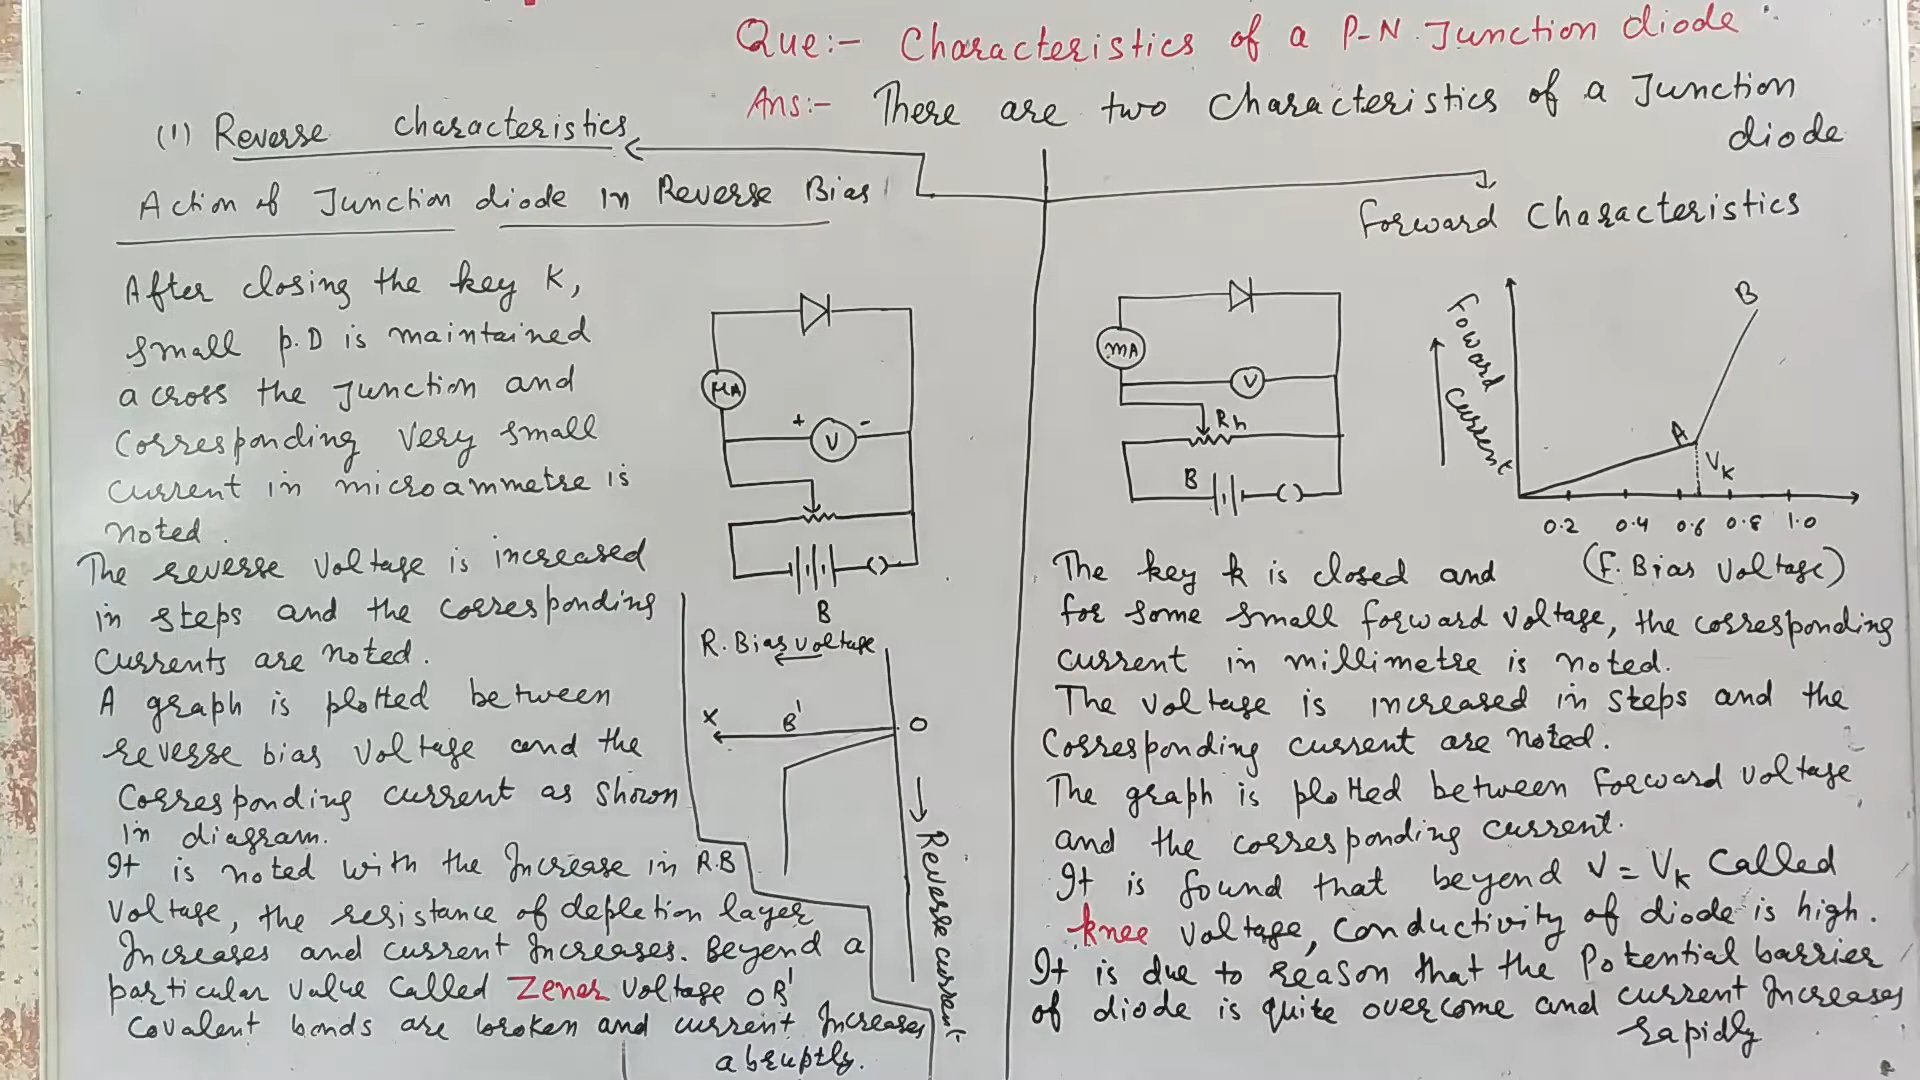 Que:- Characteristics of a P-N Junction diode
Ans:- There are two characteristics of a Junction
diode
(1) Reverse characteristics
Action of Junction diode in Reverse Bias
After closing the key K,
small p.D is maintained
across the Junction and
corresponding very small
current in microammetre is
noted.
The reverse voltage is increased
in steps and the corresponding
currents are noted.
A graph is plotted between
reverse bias voltage and the
corresponding current as shown
in diagram.
It is noted with the Increase in R.B
voltage, the resistance of depletion layer
Increases and current Increases. Beyend a
particular value called Zener voltage OB'
covalent bonds are broken and current Increases
abruptly.
μA
+ V -
B
R. Bias voltage
X B' O
Reverse current
Forward Characteristics
mA
V
Rh
B
Foward current
B
A
VK
0.2 0.4 0.6 0.8 1.0
(F. Bias voltage)
The key k is closed and
for some small forward voltage, the corresponding
current in millimetre is noted.
The voltage is increased in steps and the
corresponding current are noted.
The graph is plotted between forward voltage
and the corresponding current.
It is found that beyend V = VK called
knee voltage, conductivity of diode is high.
It is due to reason that the potential barrier
of diode is quite overcome and current Increases
rapidly